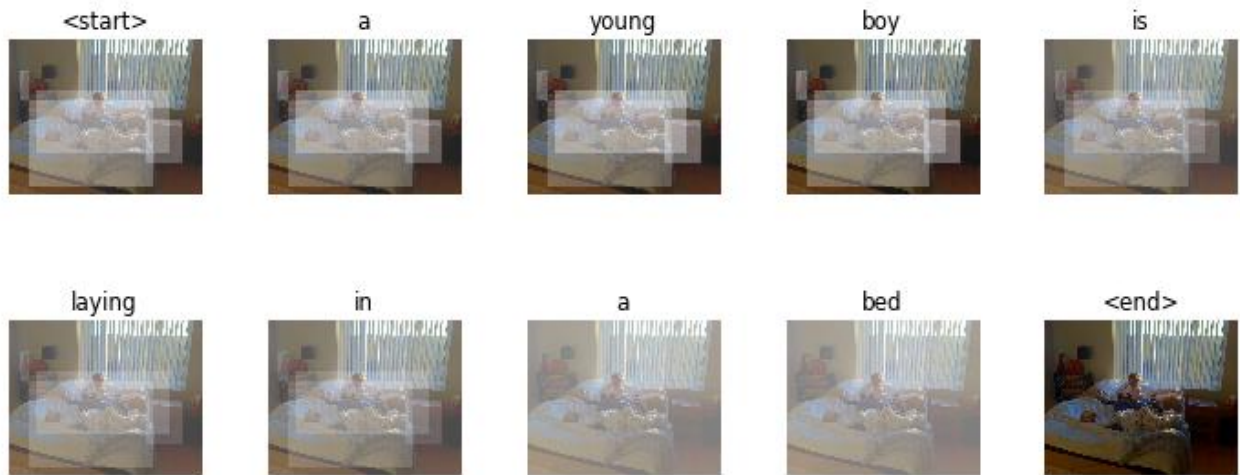 <start> a young boy is
laying in a bed <end>